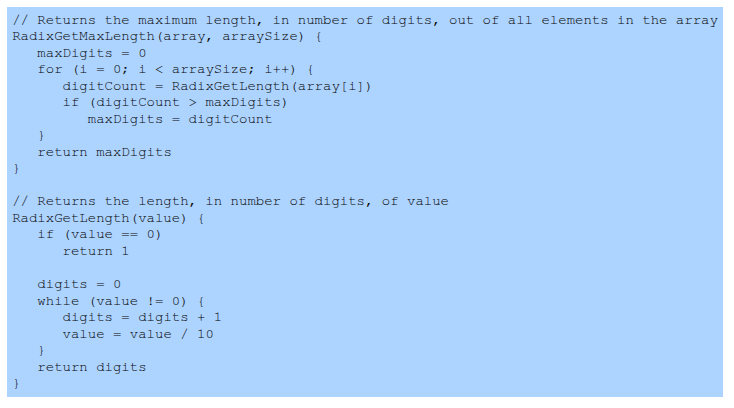 // Returns the maximum length, in number of digits, out of all elements in the array
RadixGetMaxLength(array, arraySize) {
   maxDigits = 0
   for (i = 0; i < arraySize; i++) {
      digitCount = RadixGetLength(array[i])
      if (digitCount > maxDigits)
         maxDigits = digitCount
   }
   return maxDigits
}

// Returns the length, in number of digits, of value
RadixGetLength(value) {
   if (value == 0)
      return 1

   digits = 0
   while (value != 0) {
      digits = digits + 1
      value = value / 10
   }
   return digits
}